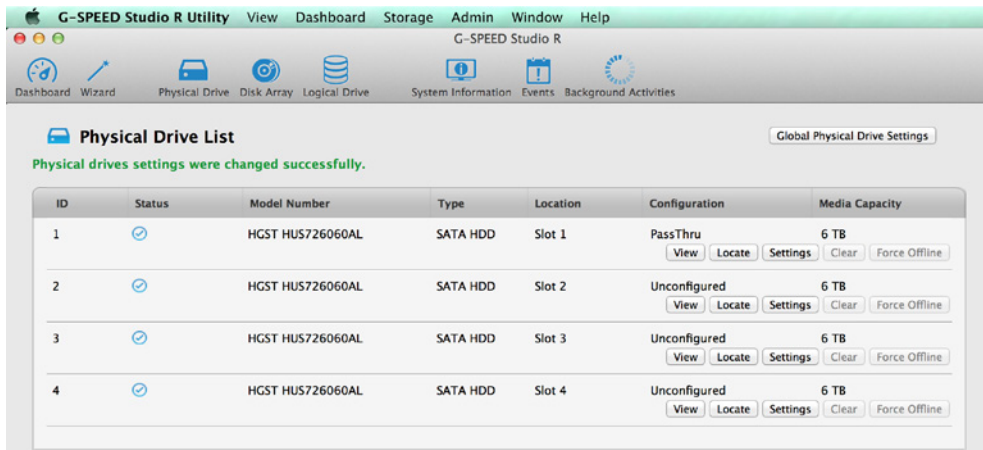 G-SPEED Studio R Utility View Dashboard Storage Admin Window Help
G-SPEED Studio R
Dashboard Wizard Physical Drive Disk Array Logical Drive System Information Events Background Activities
Physical Drive List
Global Physical Drive Settings
Physical drives settings were changed successfully.
ID Status Model Number Type Location Configuration Media Capacity
1 HGST HUS726060AL SATA HDD Slot 1 PassThru 6 TB
View Locate Settings Clear Force Offline
2 HGST HUS726060AL SATA HDD Slot 2 Unconfigured 6 TB
View Locate Settings Clear Force Offline
3 HGST HUS726060AL SATA HDD Slot 3 Unconfigured 6 TB
View Locate Settings Clear Force Offline
4 HGST HUS726060AL SATA HDD Slot 4 Unconfigured 6 TB
View Locate Settings Clear Force Offline